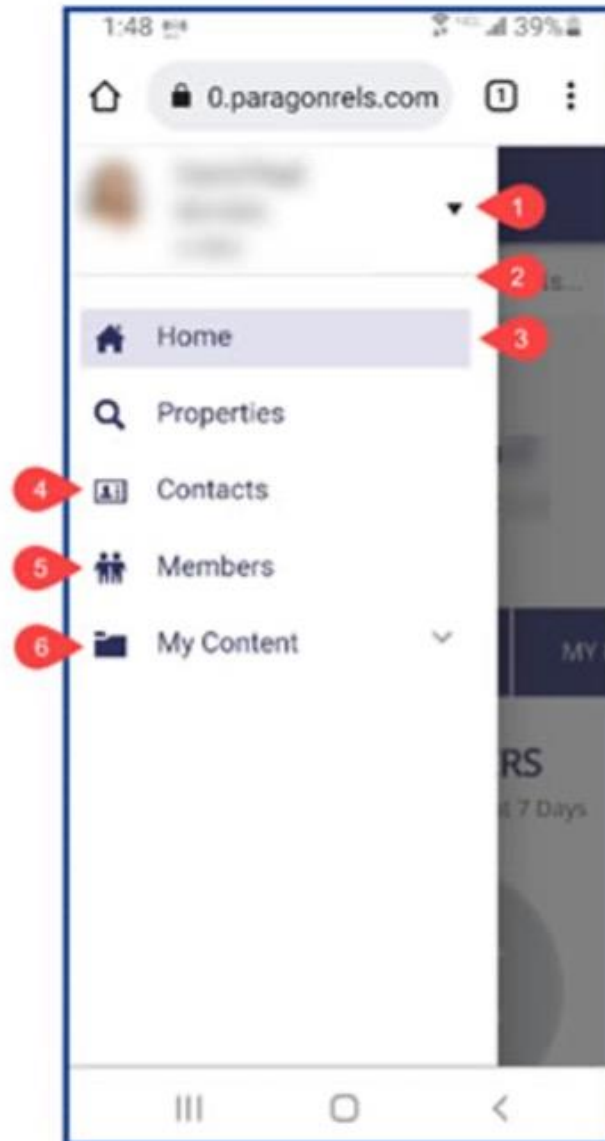 1:48 39%
0.paragonrels.com 1
1
2
3 Home
Properties
4 Contacts
5 Members
6 My Content
MY
RS
7 Days